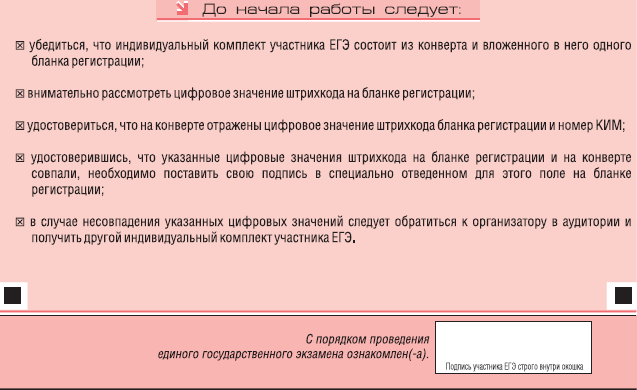 До начала работы следует:
☒ убедиться, что индивидуальный комплект участника ЕГЭ состоит из конверта и вложенного в него одного
бланка регистрации;
☒ внимательно рассмотреть цифровое значение штрихкода на бланке регистрации;
☒ удостовериться, что на конверте отражены цифровое значение штрихкода бланка регистрации и номер КИМ;
☒ удостоверившись, что указанные цифровые значения штрихкода на бланке регистрации и на конверте
совпали, необходимо поставить свою подпись в специально отведенном для этого поле на бланке
регистрации;
☒ в случае несовпадения указанных цифровых значений следует обратиться к организатору в аудитории и
получить другой индивидуальный комплект участника ЕГЭ.
С порядком проведения
единого государственного экзамена ознакомлен(-а).
Подпись участника ЕГЭ строго внутри окошка